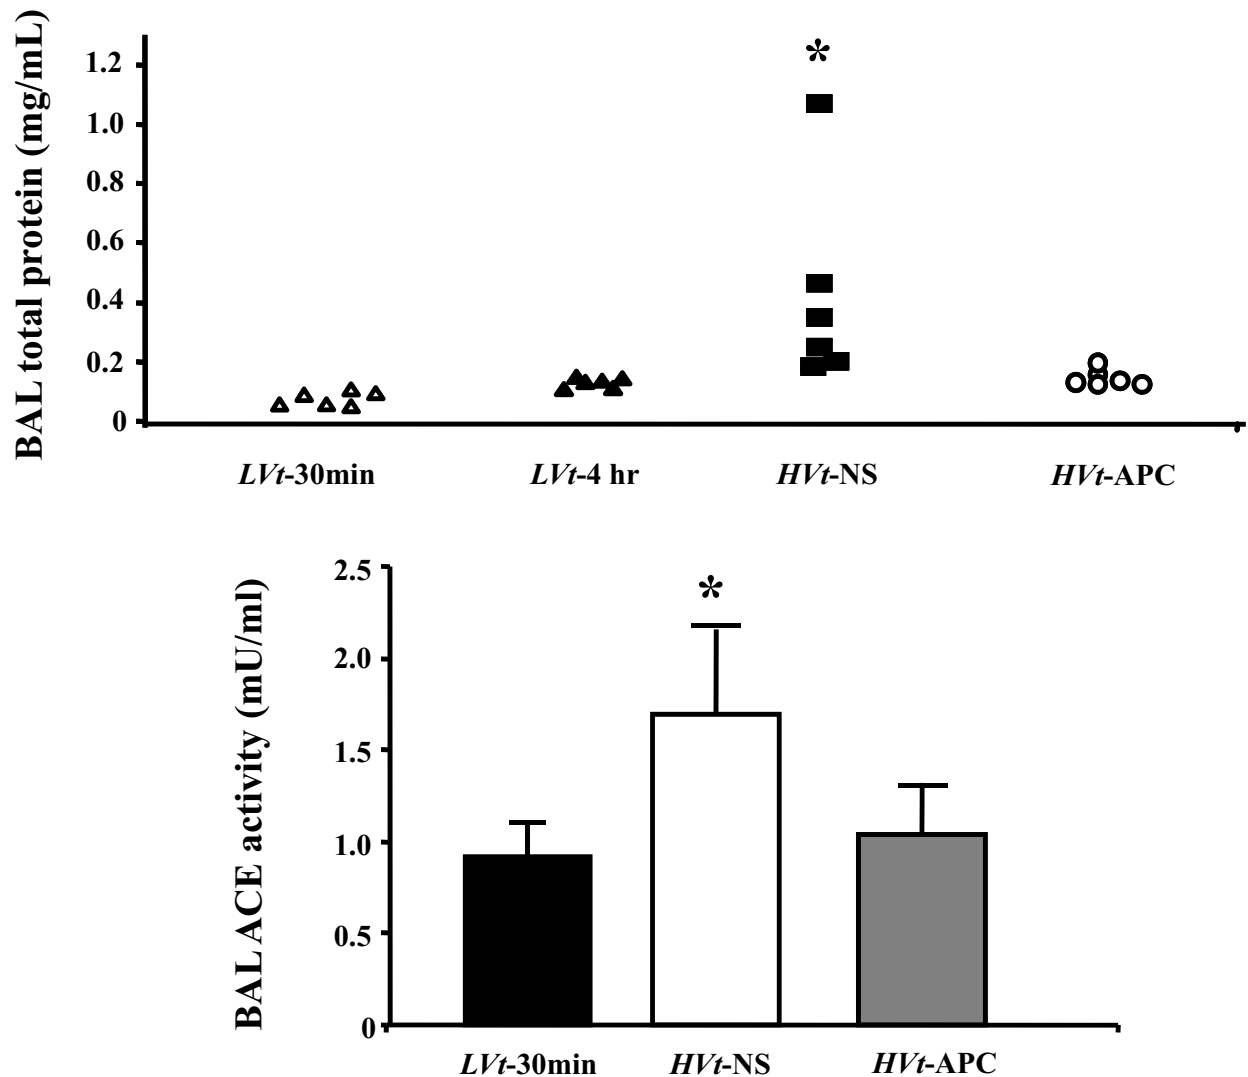 BAL total protein (mg/mL)
1.2
1.0
0.8
0.6
0.4
0.2
0
*
LVt-30min
LVt-4 hr
HVt-NS
HVt-APC
BAL ACE activity (mU/ml)
2.5
2.0
1.5
1.0
0.5
0
*
LVt-30min
HVt-NS
HVt-APC